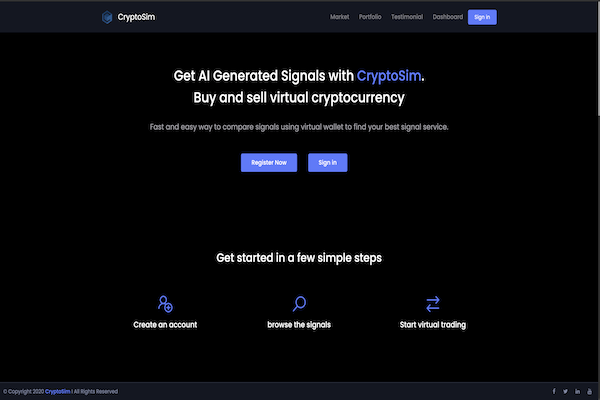 CryptoSim
Market Portfolio Testimonial Dashboard Sign in
Get AI Generated Signals with CryptoSim.
Buy and sell virtual cryptocurrency
Fast and easy way to compare signals using virtual wallet to find your best signal service.
Register Now Sign in
Get started in a few simple steps
Create an account browse the signals Start virtual trading
© Copyright 2020 CryptoSim | All Rights Reserved